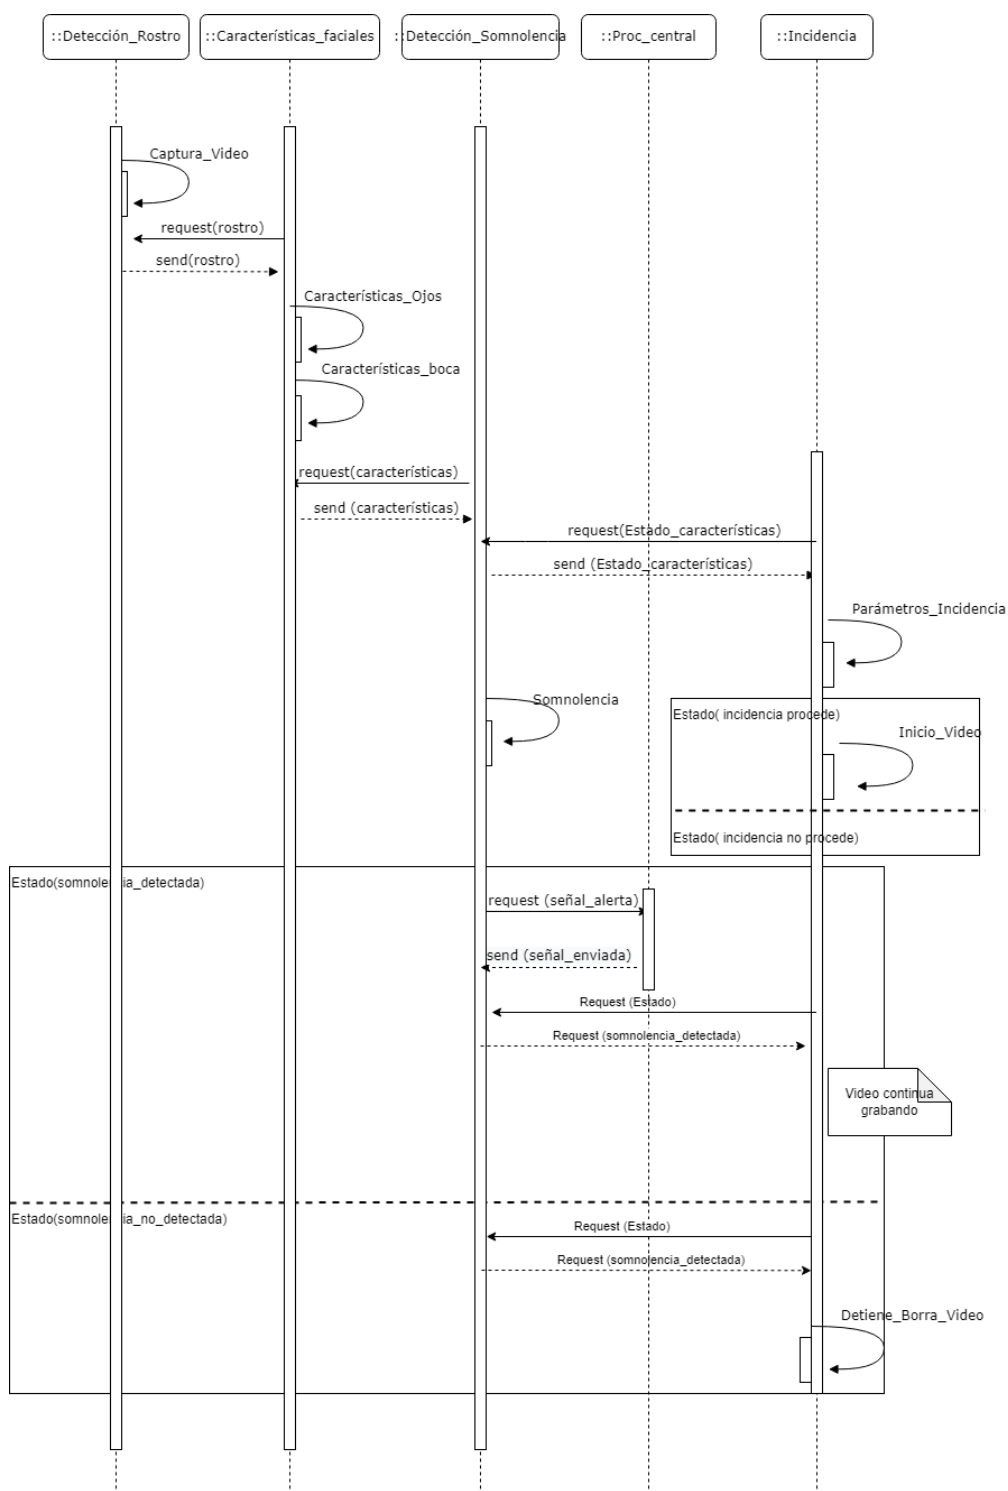 ::Detección_Rostro
::Características_faciales
::Detección_Somnolencia
::Proc_central
::Incidencia
Captura_Video
request(rostro)
send(rostro)
Características_Ojos
Características_boca
request(características)
send (características)
request(Estado_características)
send (Estado_características)
Parámetros_Incidencia
Somnolencia
Estado( incidencia procede)
Inicio_Video
Estado( incidencia no procede)
Estado(somnolencia_detectada)
request (señal_alerta)
send (señal_enviada)
Request (Estado)
Request (somnolencia_detectada)
Video continua
grabando
Estado(somnolencia_no_detectada)
Request (Estado)
Request (somnolencia_detectada)
Detiene_Borra_Video